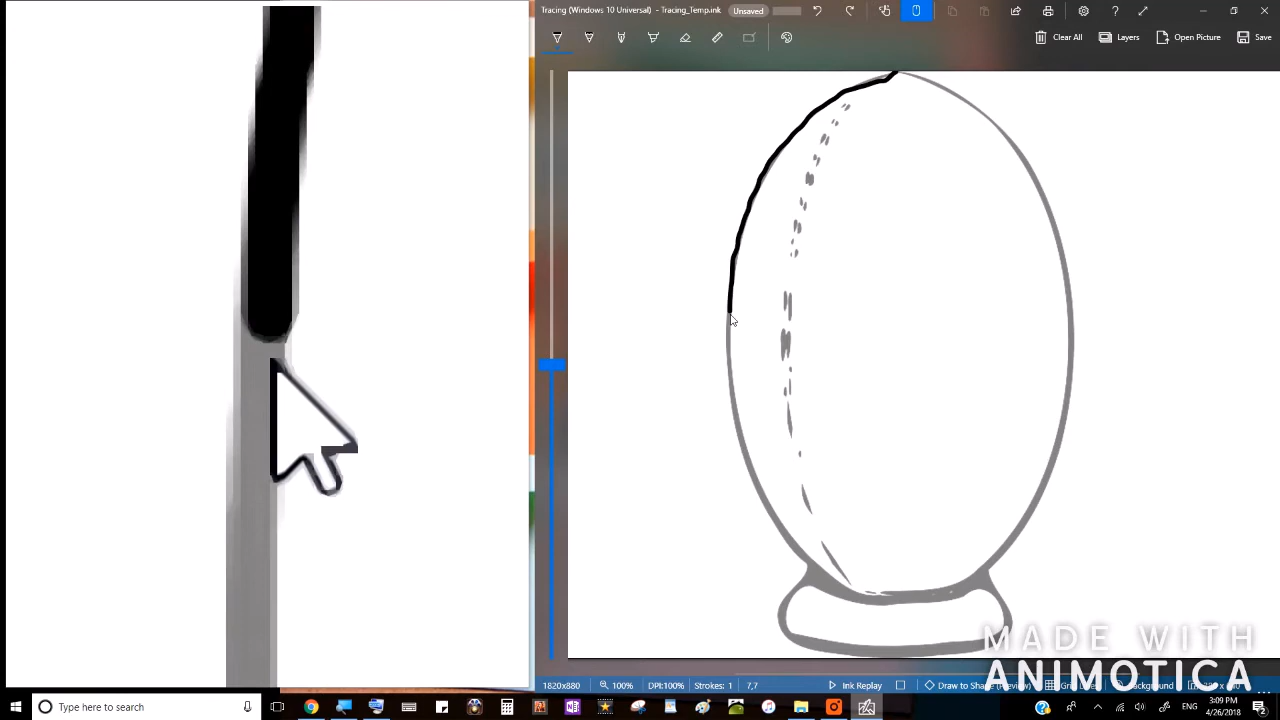 Tracing (Windows 10 Universal) - Tracing_Temp.ink
Unsaved
Clear All
Layers
Open Picture
Save
MADE WITH
ANIMOTICA
1820x880
100%
DPI:100%
Strokes: 1
7,7
Ink Replay
Draw to Shape (Preview)
Background
Type here to search
ENG
3:09 PM
4/26/2018